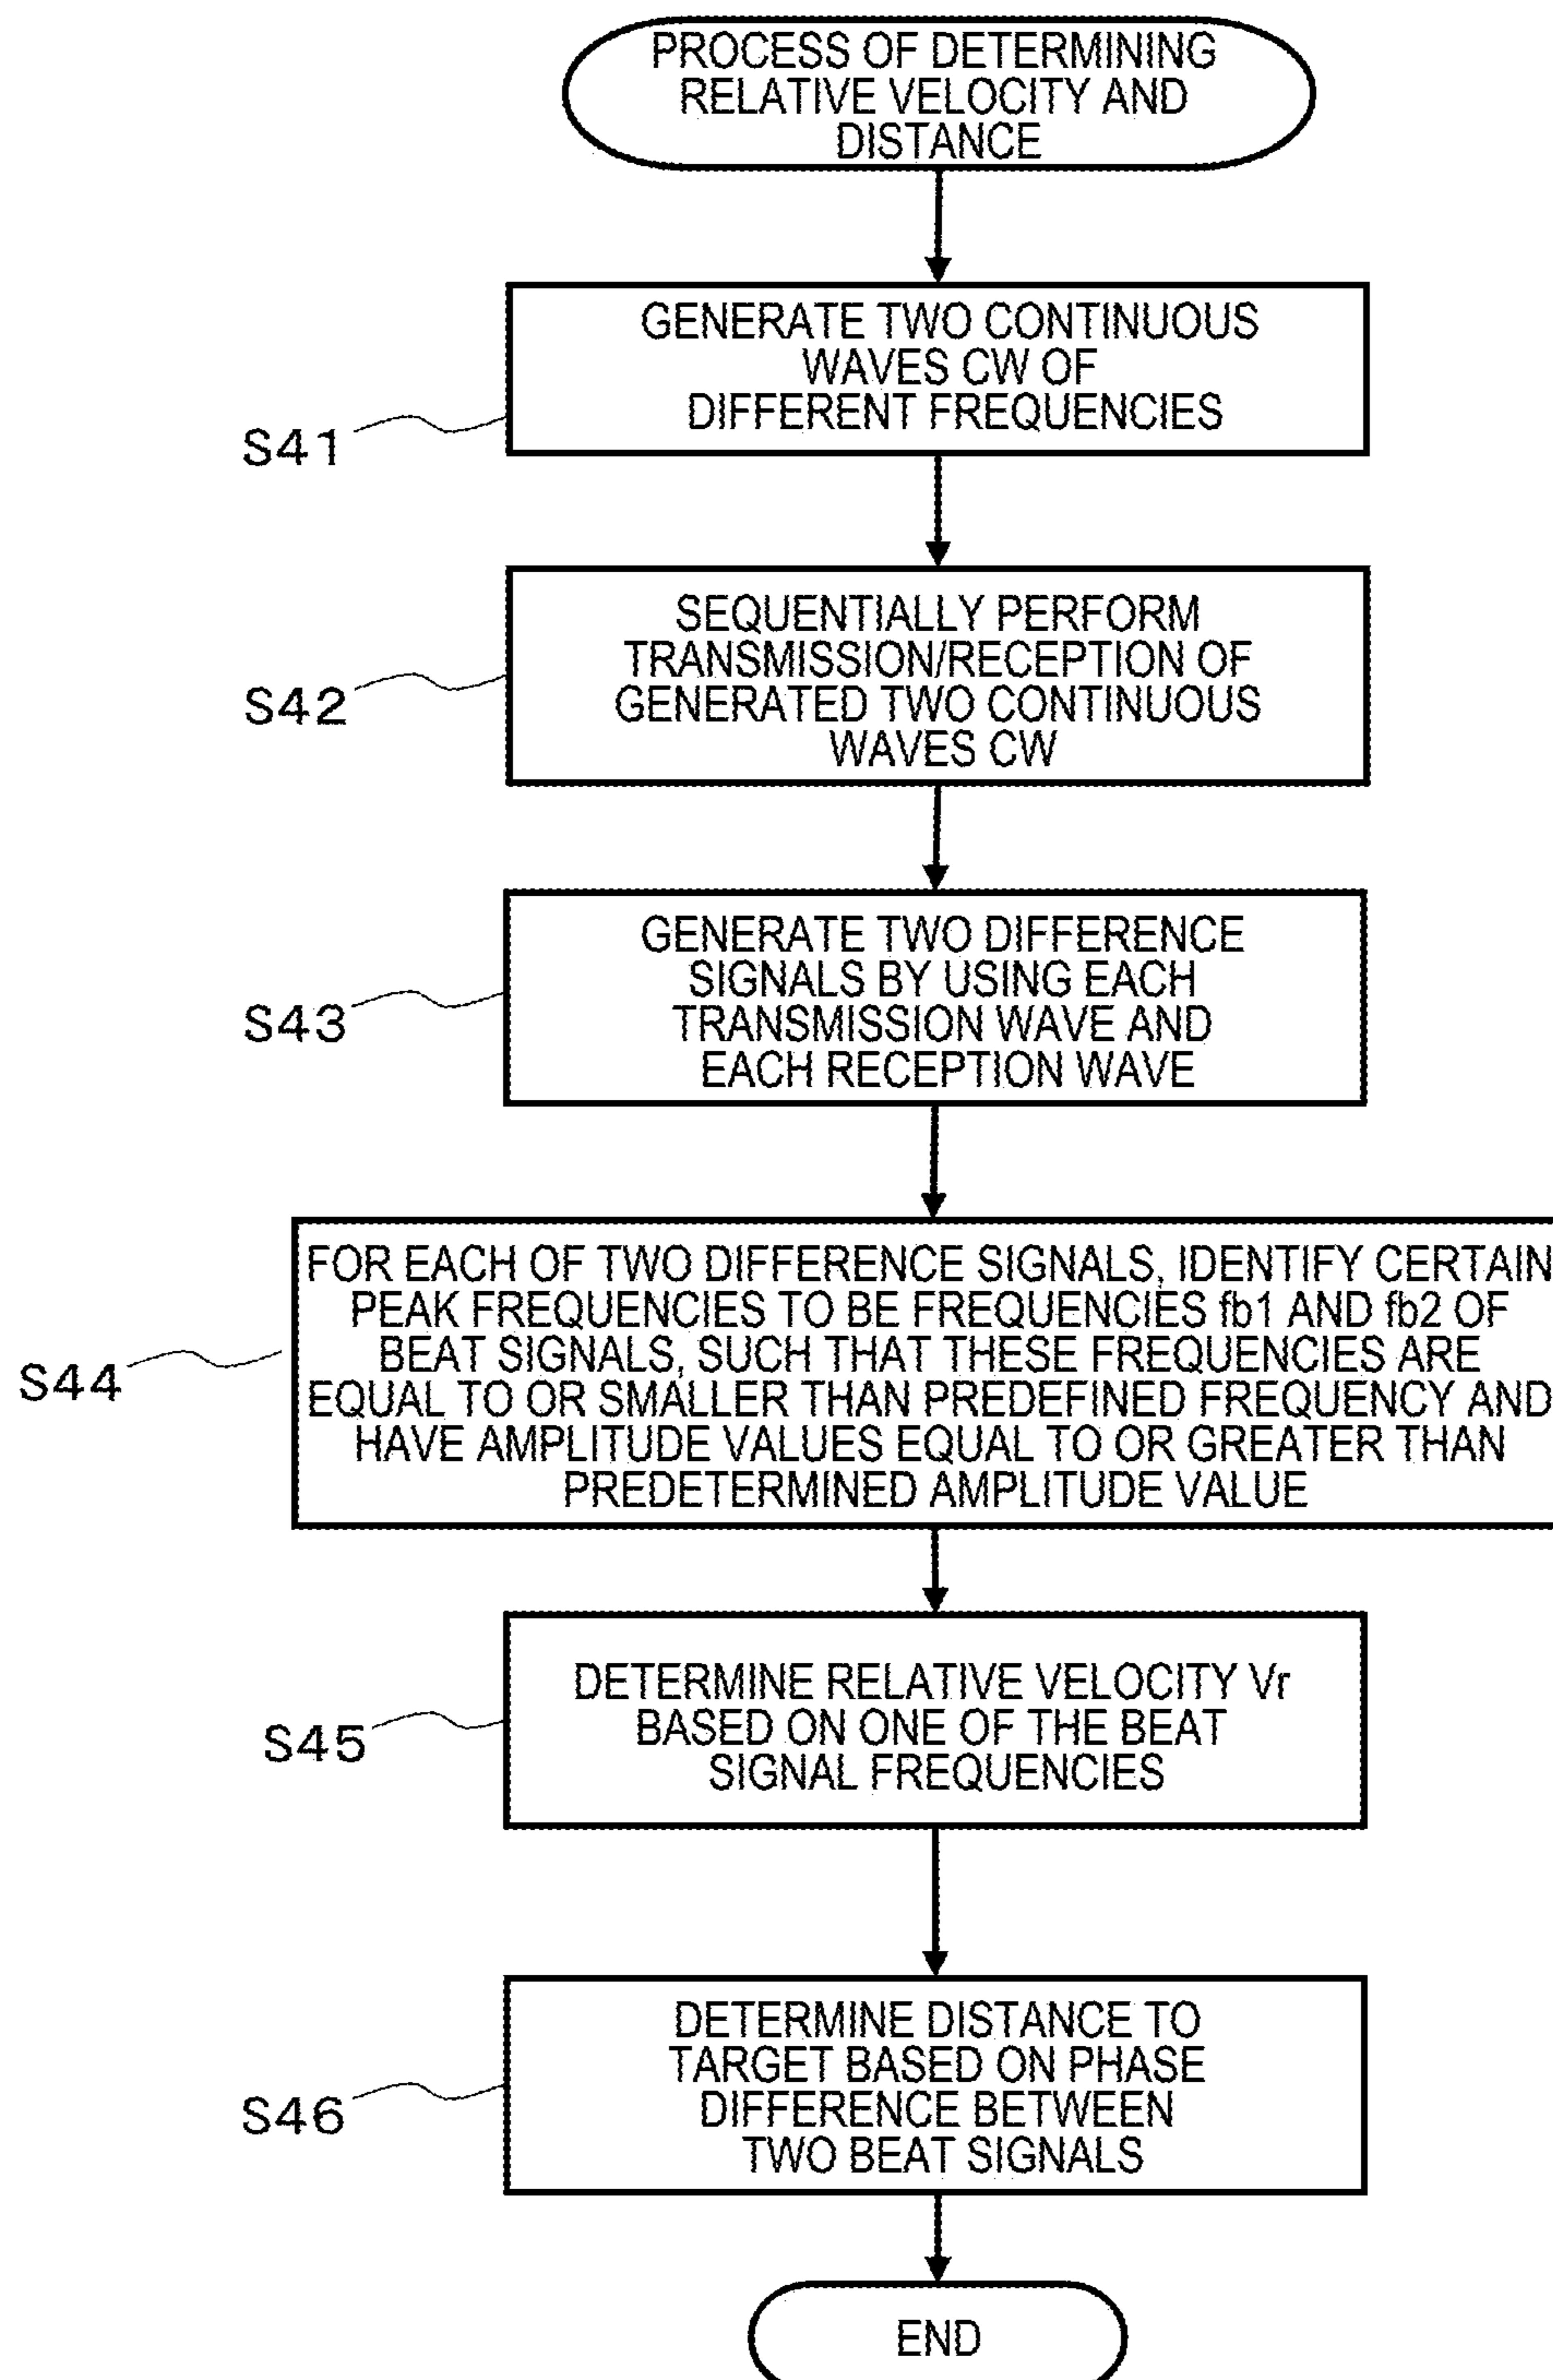 PROCESS OF DETERMINING
RELATIVE VELOCITY AND
DISTANCE
GENERATE TWO CONTINUOUS
WAVES CW OF
DIFFERENT FREQUENCIES
S41
SEQUENTIALLY PERFORM
TRANSMISSION/RECEPTION OF
GENERATED TWO CONTINUOUS
WAVES CW
S42
GENERATE TWO DIFFERENCE
SIGNALS BY USING EACH
TRANSMISSION WAVE AND
EACH RECEPTION WAVE
S43
FOR EACH OF TWO DIFFERENCE SIGNALS, IDENTIFY CERTAIN
PEAK FREQUENCIES TO BE FREQUENCIES fb1 AND fb2 OF
BEAT SIGNALS, SUCH THAT THESE FREQUENCIES ARE
EQUAL TO OR SMALLER THAN PREDEFINED FREQUENCY AND
HAVE AMPLITUDE VALUES EQUAL TO OR GREATER THAN
PREDETERMINED AMPLITUDE VALUE
S44
DETERMINE RELATIVE VELOCITY Vr
BASED ON ONE OF THE BEAT
SIGNAL FREQUENCIES
S45
DETERMINE DISTANCE TO
TARGET BASED ON PHASE
DIFFERENCE BETWEEN
TWO BEAT SIGNALS
S46
END